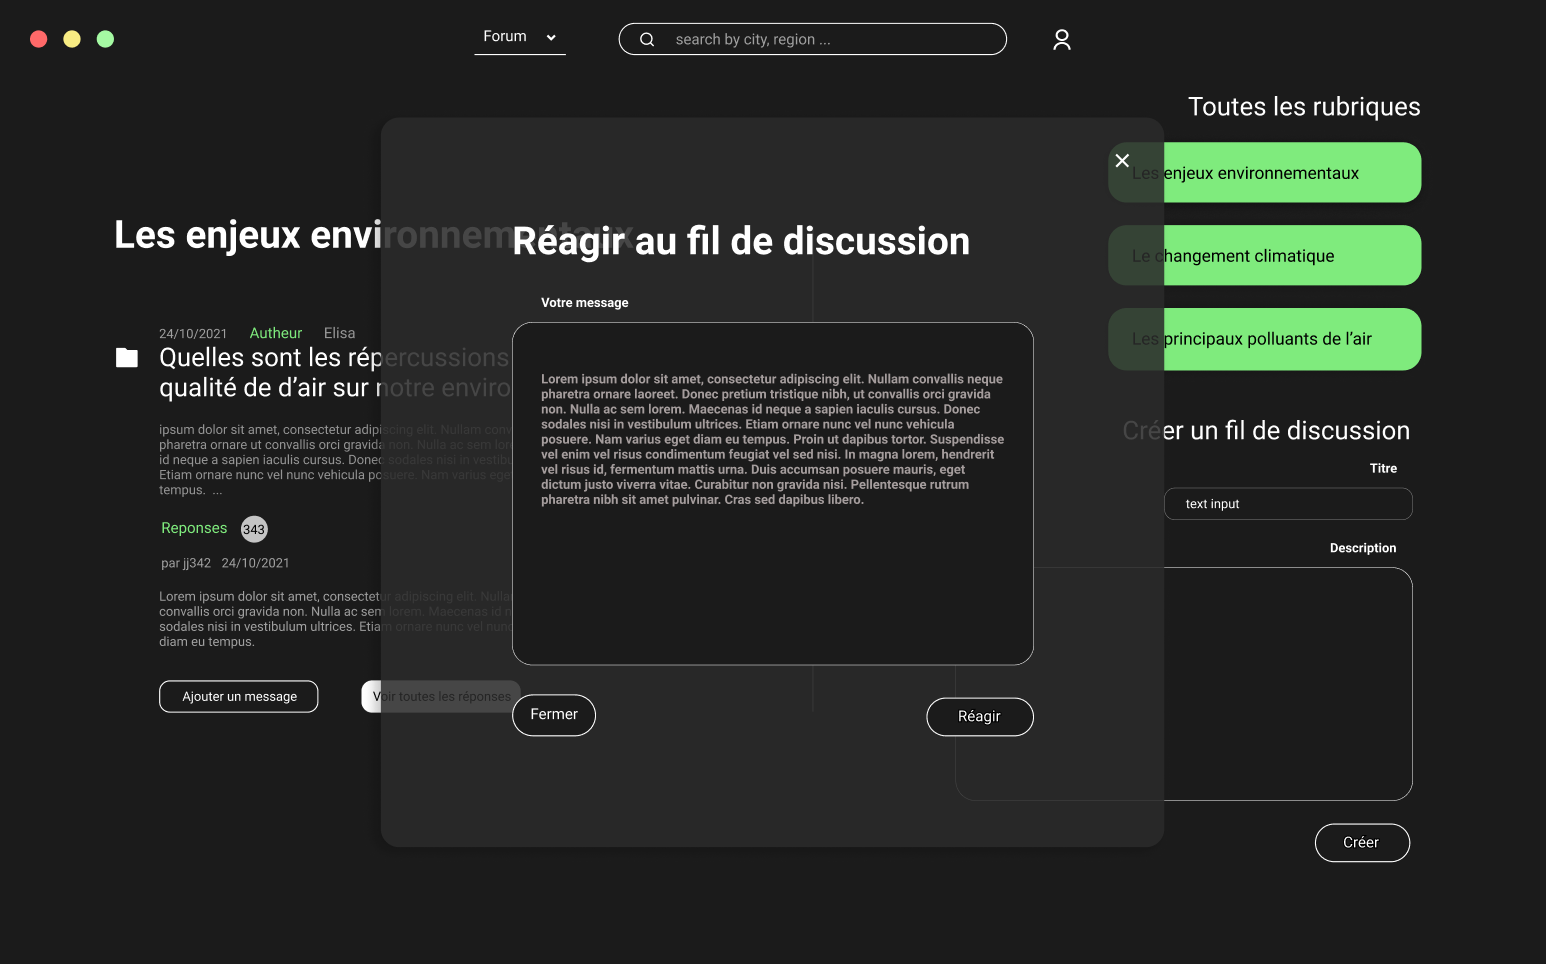 Forum
search by city, region ...
Toutes les rubriques
Les enjeux environnementaux
Le changement climatique
Les principaux polluants de l’air
Les enjeux environnementaux
24/10/2021 Autheur Elisa
Quelles sont les répercussions
qualité de d’air sur notre enviro
ipsum dolor sit amet, consectetur adipiscing elit. Nullam conv
pharetra ornare ut convallis orci gravida non. Nulla ac sem lor
id neque a sapien iaculis cursus. Donec sodales nisi in vestibu
Etiam ornare nunc vel nunc vehicula posuere. Nam varius eget
tempus. ...
Reponses 343
par jj342 24/10/2021
Lorem ipsum dolor sit amet, consectetur adipiscing elit. Nulla
convallis orci gravida non. Nulla ac sem lorem. Maecenas id n
sodales nisi in vestibulum ultrices. Etiam ornare nunc vel nunc
diam eu tempus.
Ajouter un message
Voir toutes les réponses
Réagir au fil de discussion
Votre message
Lorem ipsum dolor sit amet, consectetur adipiscing elit. Nullam convallis neque
pharetra ornare laoreet. Donec pretium tristique nibh, ut convallis orci gravida
non. Nulla ac sem lorem. Maecenas id neque a sapien iaculis cursus. Donec
sodales nisi in vestibulum ultrices. Etiam ornare nunc vel nunc vehicula
posuere. Nam varius eget diam eu tempus. Proin ut dapibus tortor. Suspendisse
vel enim vel risus condimentum feugiat vel sed nisi. In magna lorem, hendrerit
vel risus id, fermentum mattis urna. Duis accumsan posuere mauris, eget
dictum justo viverra vitae. Curabitur non gravida nisi. Pellentesque rutrum
pharetra nibh sit amet pulvinar. Cras sed dapibus libero.
Fermer
Réagir
Créer un fil de discussion
Titre
text input
Description
Créer